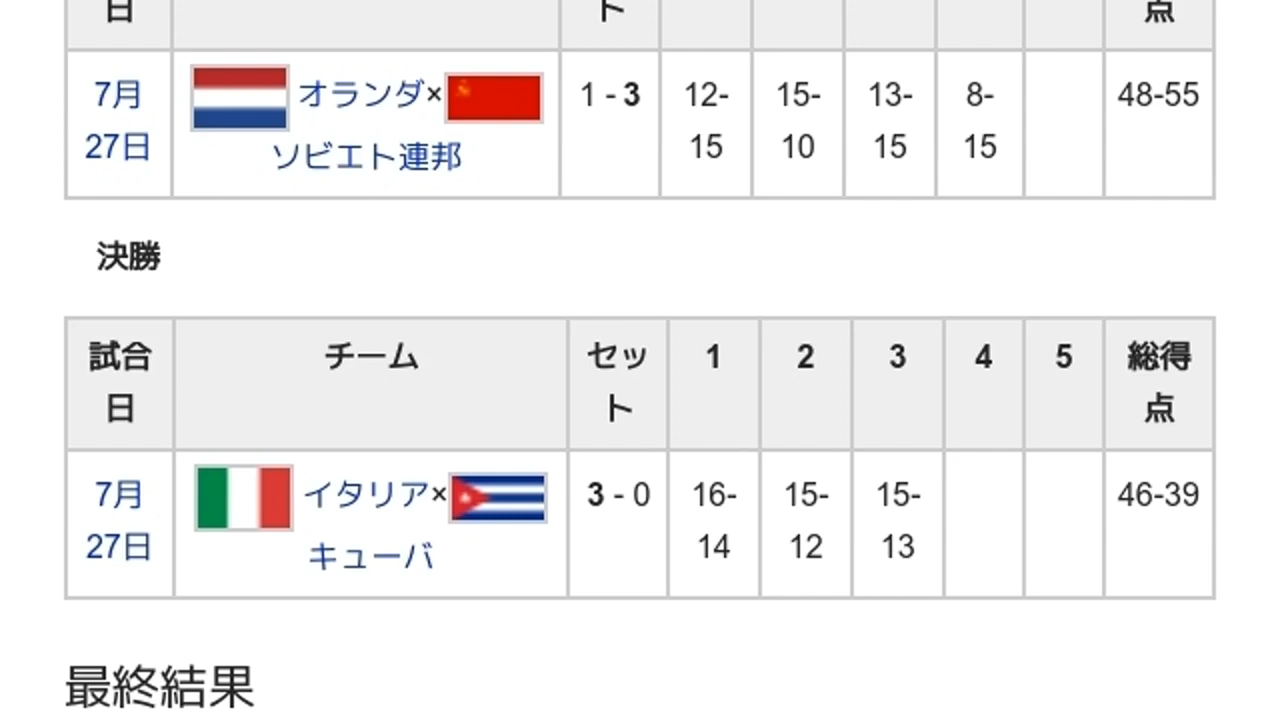 日 ト 点
7月 オランダ× 1 - 3 12- 15- 13- 8- 48-55
27日 ソビエト連邦 15 10 15 15
決勝
試合 チーム セッ 1 2 3 4 5 総得
日 ト 点
7月 イタリア× 3 - 0 16- 15- 15- 46-39
27日 キューバ 14 12 13
最終結果